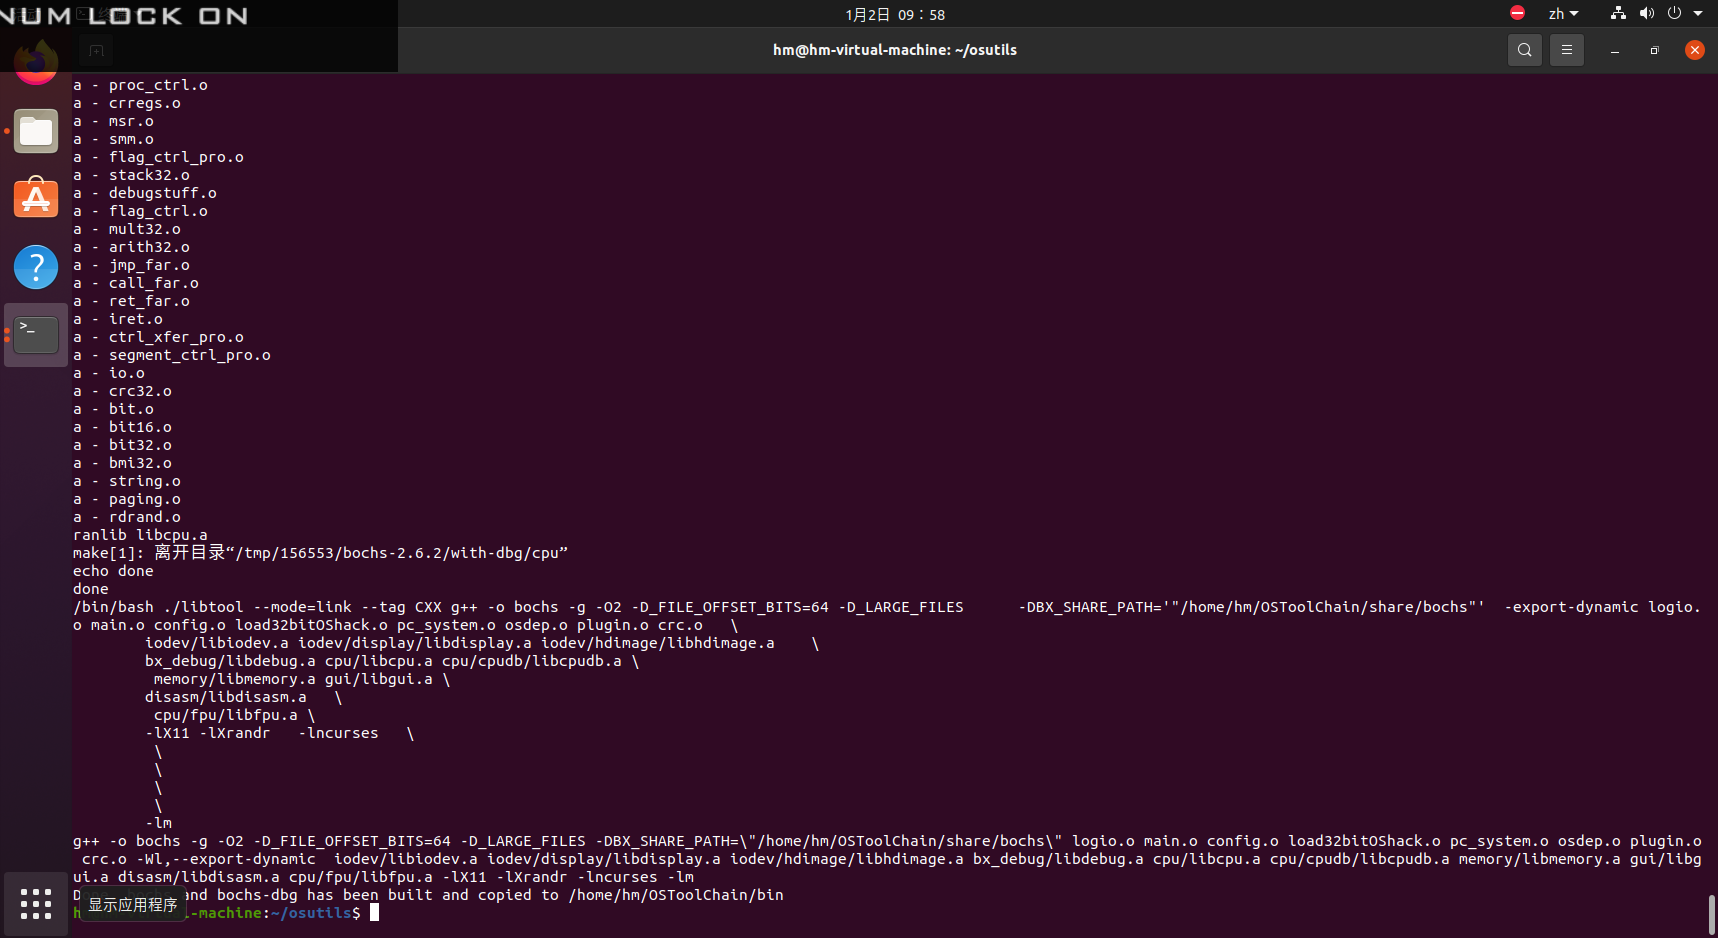 NUM LOCK ON
1月2日 09：58
zh
hm@hm-virtual-machine: ~/osutils
a - proc_ctrl.o
a - crregs.o
a - msr.o
a - smm.o
a - flag_ctrl_pro.o
a - stack32.o
a - debugstuff.o
a - flag_ctrl.o
a - mult32.o
a - arith32.o
a - jmp_far.o
a - call_far.o
a - ret_far.o
a - iret.o
a - ctrl_xfer_pro.o
a - segment_ctrl_pro.o
a - io.o
a - crc32.o
a - bit.o
a - bit16.o
a - bit32.o
a - bmi32.o
a - string.o
a - paging.o
a - rdrand.o
ranlib libcpu.a
make[1]: 离开目录“/tmp/156553/bochs-2.6.2/with-dbg/cpu”
echo done
done
/bin/bash ./libtool --mode=link --tag CXX g++ -o bochs -g -O2 -D_FILE_OFFSET_BITS=64 -D_LARGE_FILES      -DBX_SHARE_PATH='"/home/hm/OSToolChain/share/bochs"'  -export-dynamic logio.
o main.o config.o load32bitOShack.o pc_system.o osdep.o plugin.o crc.o   \
iodev/libiodev.a iodev/display/libdisplay.a iodev/hdimage/libhdimage.a    \
bx_debug/libdebug.a cpu/libcpu.a cpu/cpudb/libcpudb.a \
memory/libmemory.a gui/libgui.a \
disasm/libdisasm.a   \
cpu/fpu/libfpu.a \
-lX11 -lXrandr   -lncurses   \
\
\
\
\
-lm
g++ -o bochs -g -O2 -D_FILE_OFFSET_BITS=64 -D_LARGE_FILES -DBX_SHARE_PATH=\"/home/hm/OSToolChain/share/bochs\" logio.o main.o config.o load32bitOShack.o pc_system.o osdep.o plugin.o
crc.o -Wl,--export-dynamic  iodev/libiodev.a iodev/display/libdisplay.a iodev/hdimage/libhdimage.a bx_debug/libdebug.a cpu/libcpu.a cpu/cpudb/libcpudb.a memory/libmemory.a gui/libg
ui.a disasm/libdisasm.a cpu/fpu/libfpu.a -lX11 -lXrandr -lncurses -lm
and bochs-dbg has been built and copied to /home/hm/OSToolChain/bin
显示应用程序
-machine:~/osutils$